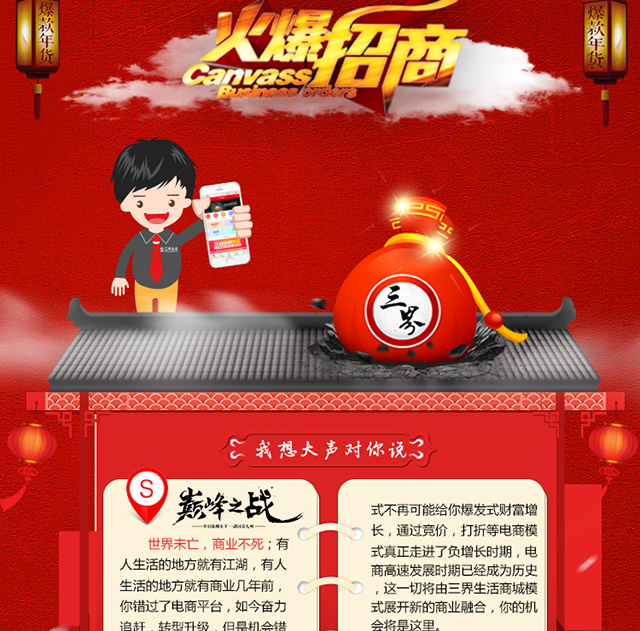 爆款年货
火爆招商
爆款年货
Canvass
Business orders
三界
我想大声对你说
S
巅峰之战
世界未亡，商业不死；有
人生活的地方就有江湖，有人
生活的地方就有商业几年前，
你错过了电商平台，如今奋力
追赶，转型升级，但是机会错
式不再可能给你爆发式财富增
长，通过竞价，打折等电商模
式真正走进了负增长时期，电
商高速发展时期已经成为历史
，这一切将由三界生活商城模
式展开新的商业融合，你的机
会将是这里。